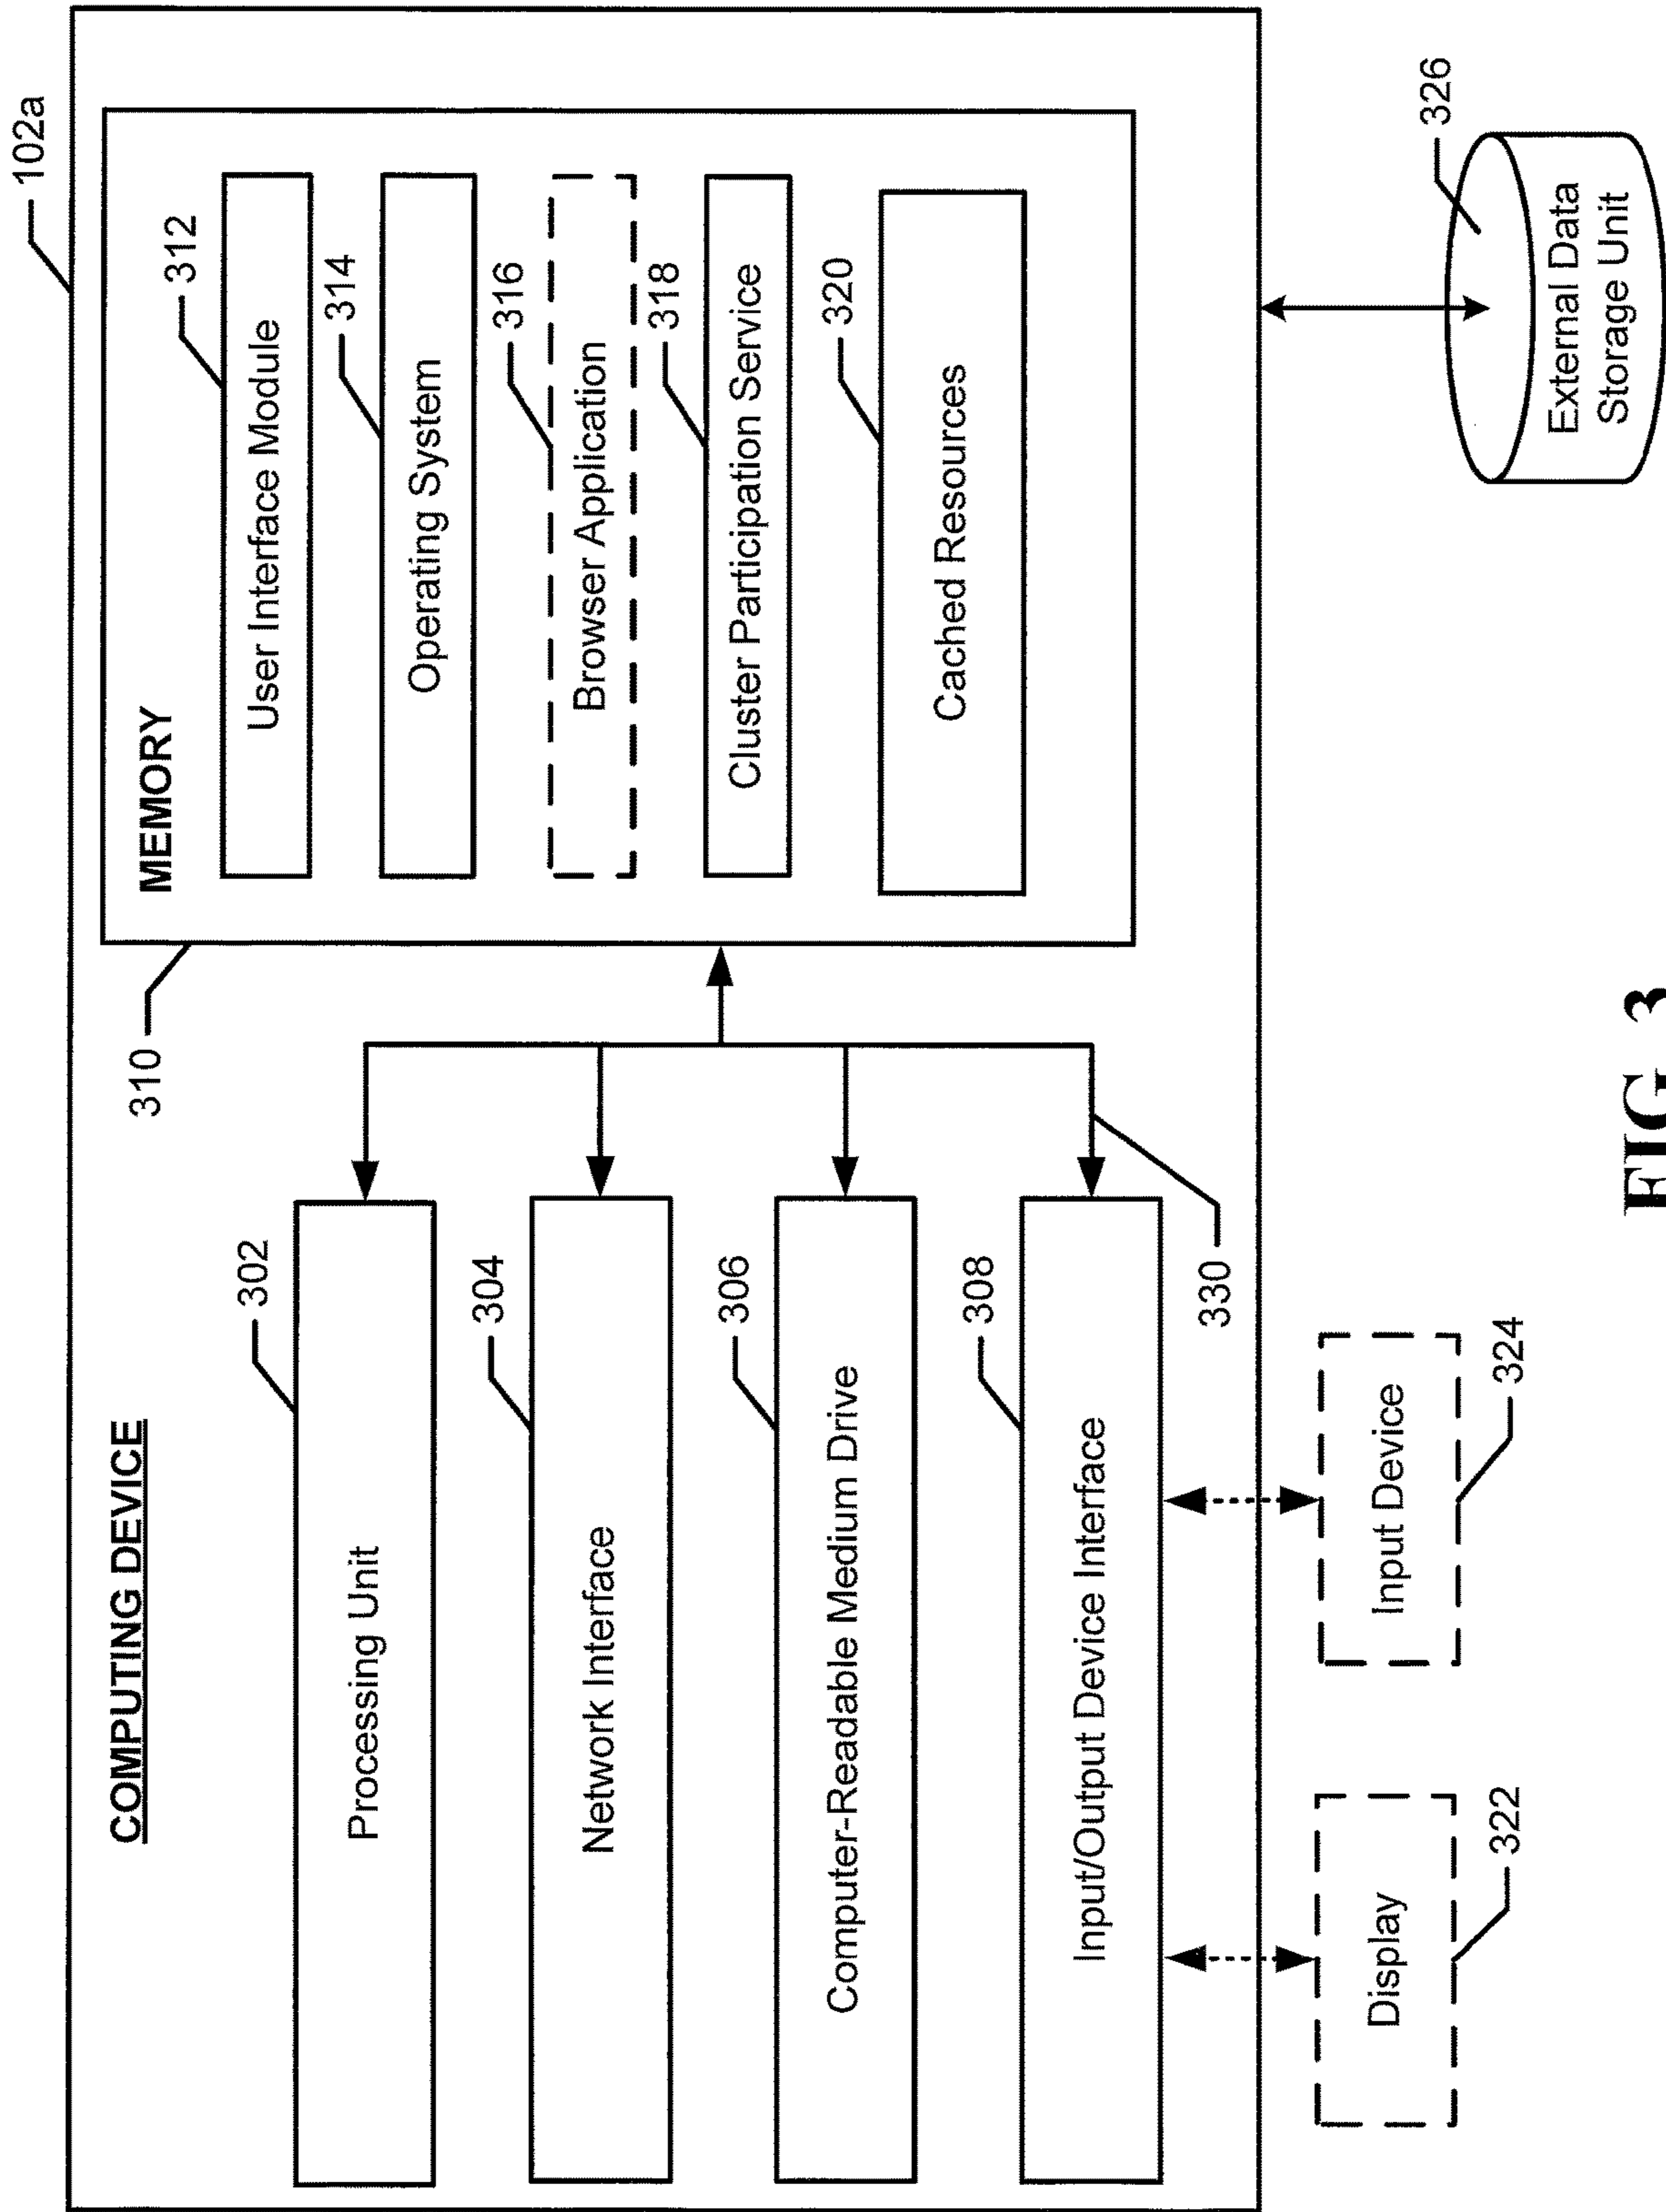 102a
COMPUTING DEVICE
302
Processing Unit
304
Network Interface
306
Computer-Readable Medium Drive
308
Input/Output Device Interface
330
310
MEMORY
312
User Interface Module
314
Operating System
316
Browser Application
318
Cluster Participation Service
320
Cached Resources
Display
322
Input Device
324
326
External Data
Storage Unit
FIG. 3